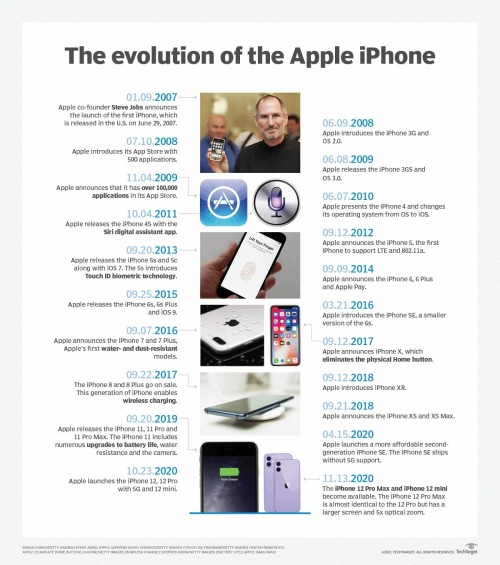 The evolution of the Apple iPhone
01.09.2007
Apple co-founder Steve Jobs announces
the launch of the first iPhone, which
is released in the U.S. on June 29, 2007.
07.10.2008
Apple introduces its App Store with
500 applications.
11.04.2009
Apple announces that it has over 100,000
applications in its App Store.
10.04.2011
Apple releases the iPhone 4S with the
Siri digital assistant app.
09.20.2013
Apple releases the iPhone 5s and 5c
along with iOS 7. The 5s introduces
Touch ID biometric technology.
09.25.2015
Apple releases the iPhone 6s, 6s Plus
and iOS 9.
09.07.2016
Apple announces the iPhone 7 and 7 Plus,
Apple's first water- and dust-resistant
models.
09.22.2017
The iPhone 8 and 8 Plus go on sale.
This generation of iPhone enables
wireless charging.
09.20.2019
Apple releases the iPhone 11, 11 Pro and
11 Pro Max. The iPhone 11 includes
numerous upgrades to battery life, water
resistance and the camera.
10.23.2020
Apple launches the iPhone 12, 12 Pro
with 5G and 12 mini.
06.09.2008
Apple introduces the iPhone 3G and
OS 2.0.
06.08.2009
Apple releases the iPhone 3GS and
OS 3.0.
06.07.2010
Apple presents the iPhone 4 and changes
its operating system from OS to iOS.
09.12.2012
Apple announces the iPhone 5, the first
iPhone to support LTE and 802.11a.
09.09.2014
Apple announces the iPhone 6, 6 Plus
and Apple Pay.
03.21.2016
Apple introduces the iPhone SE, a smaller
version of the 6s.
09.12.2017
Apple announces iPhone X, which
eliminates the physical Home button.
09.12.2018
Apple introduces iPhone XR.
09.21.2018
Apple announces the iPhone XS and XS Max.
04.15.2020
Apple launches a more affordable second-
generation iPhone SE. The iPhone SE ships
without 5G support.
11.13.2020
The iPhone 12 Pro Max and iPhone 12 mini
become available. The iPhone 12 Pro Max
is almost identical to the 12 Pro but has a
larger screen and 5x optical zoom.
TechTarget